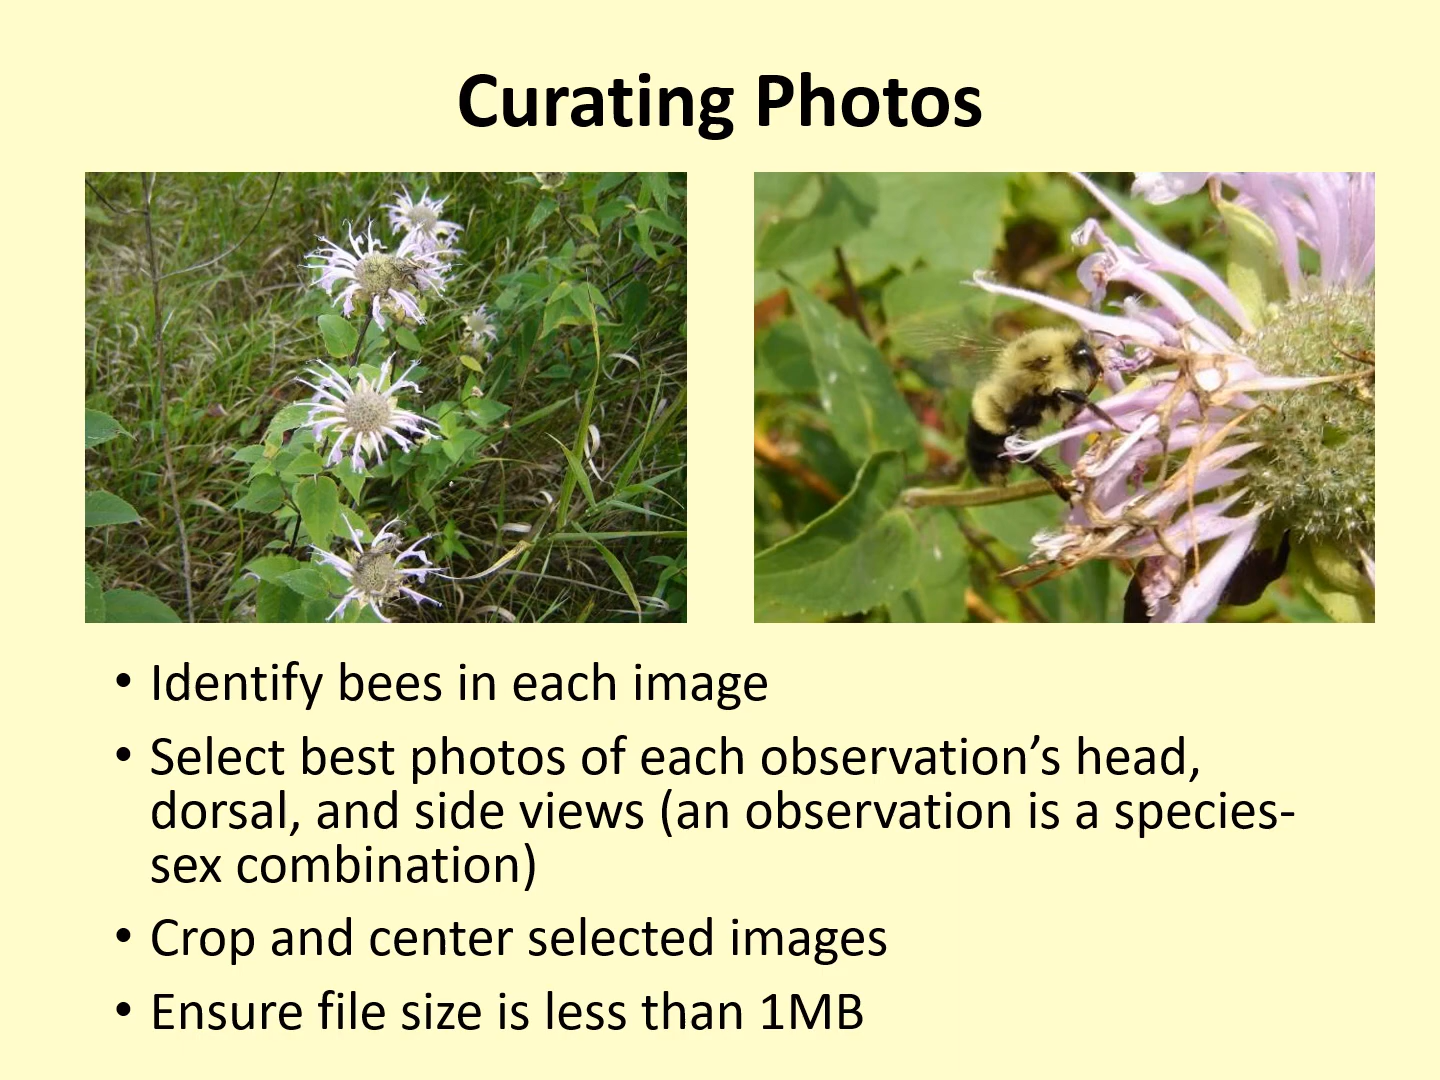 Curating Photos
• Identify bees in each image
• Select best photos of each observation’s head,
dorsal, and side views (an observation is a species-
sex combination)
• Crop and center selected images
• Ensure file size is less than 1MB